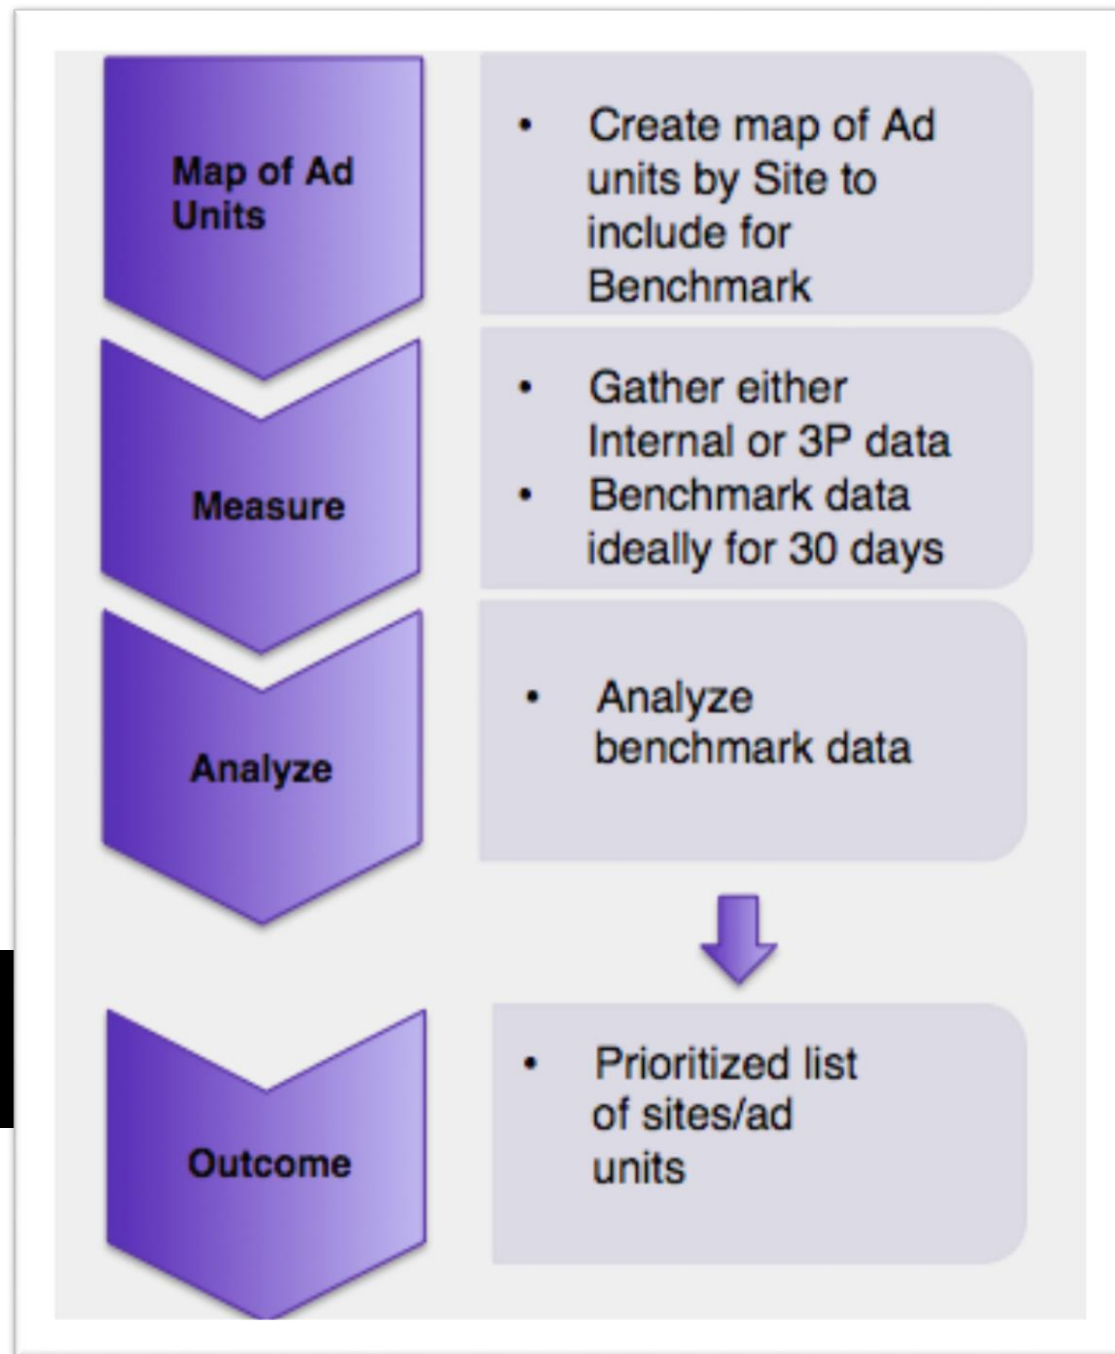 Map of Ad
Units
• Create map of Ad
units by Site to
include for
Benchmark
Measure
• Gather either
Internal or 3P data
• Benchmark data
ideally for 30 days
Analyze
• Analyze
benchmark data
Outcome
• Prioritized list
of sites/ad
units